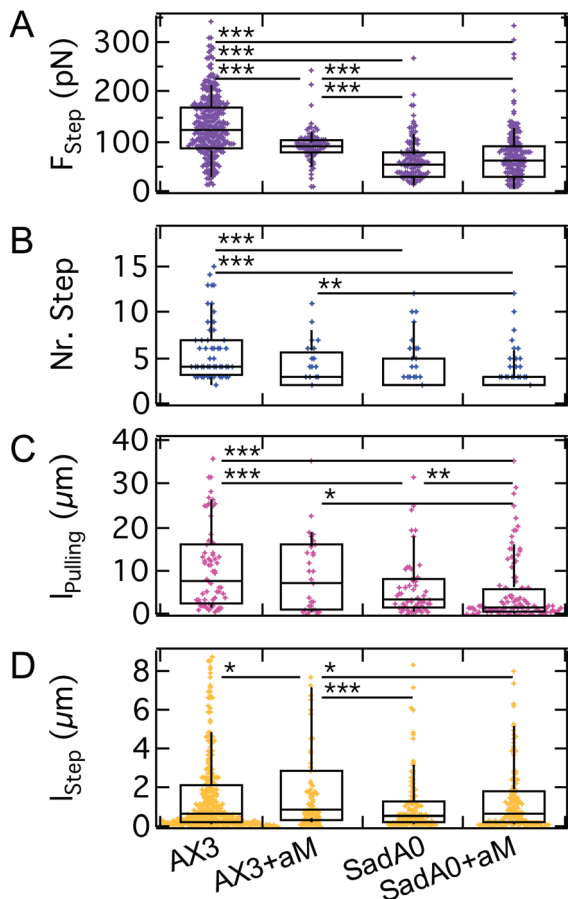 A
F_Step (pN)
300
200
100
0
***
***
***
***
***
B
Nr. Step
15
10
5
0
***
***
**
C
l_Pulling (µm)
40
30
20
10
0
***
***
**
*
D
l_Step (µm)
8
6
4
2
0
*
*
***
AX3
AX3+aM
SadA0
SadA0+aM